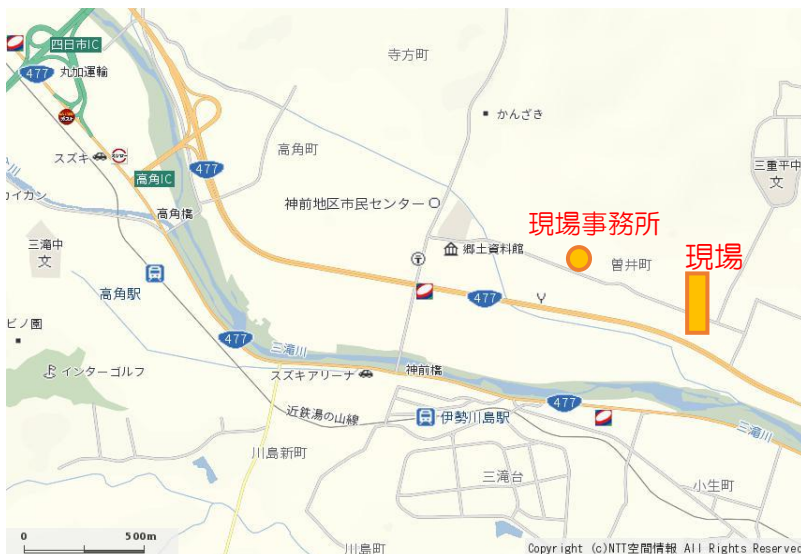 四日市IC
477
丸加運輸
寺方町
かんざき
スズキ
高角IC
477
高角町
三重平中
文
カイカン
高角橋
神前地区市民センター
三滝中
文
現場事務所
郷土資料館
曽井町
現場
高角駅
477
ビノ園
477
三滝川
インターゴルフ
スズキアリーナ
神前橋
477
近鉄湯の山線
伊勢川島駅
三滝川
川島新町
三滝台
小生町
0 500m
川島町
Copyright (c)NTT空間情報 All Rights Reserved